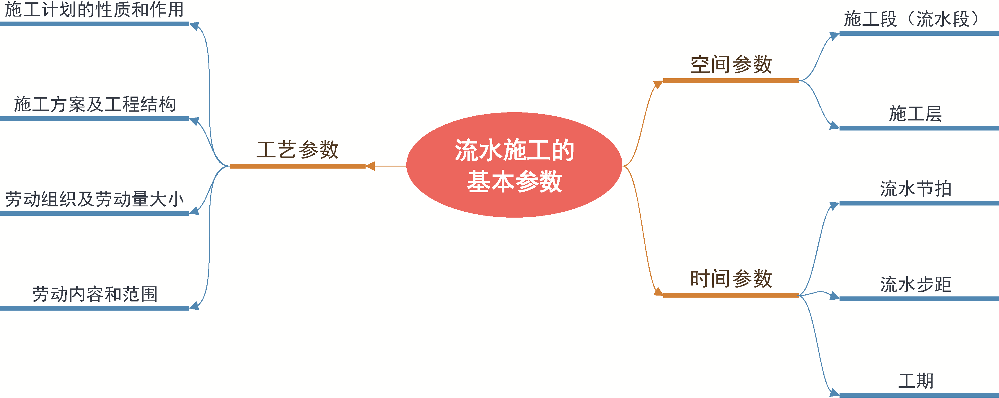 流水施工的
基本参数
工艺参数
施工计划的性质和作用
施工方案及工程结构
劳动组织及劳动量大小
劳动内容和范围
空间参数
施工段（流水段）
施工层
时间参数
流水节拍
流水步距
工期